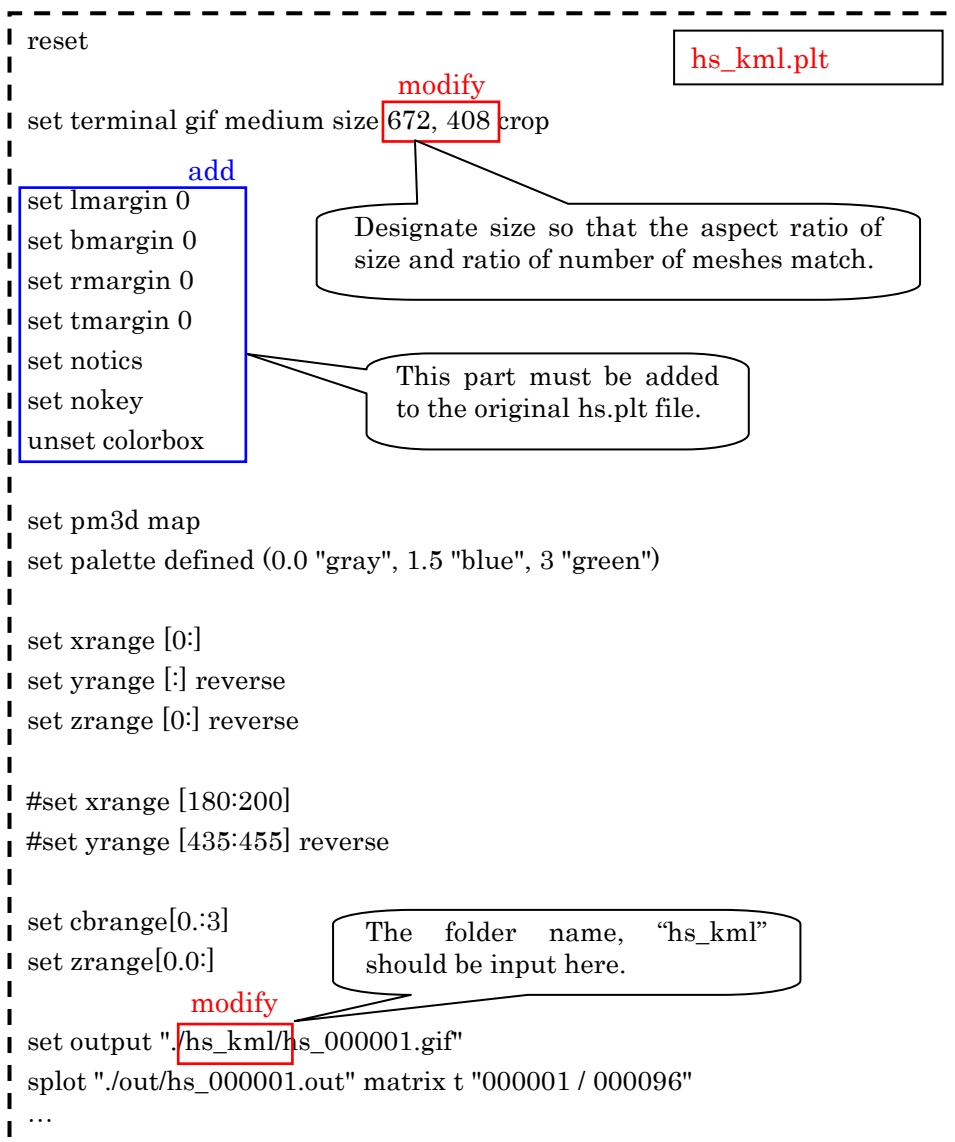 reset
hs_kml.plt
modify
set terminal gif medium size 672, 408 crop
add
set lmargin 0
set bmargin 0
set rmargin 0
set tmargin 0
set notics
set nokey
unset colorbox
Designate size so that the aspect ratio of
size and ratio of number of meshes match.
This part must be added
to the original hs.plt file.
set pm3d map
set palette defined (0.0 "gray", 1.5 "blue", 3 "green")
set xrange [0:]
set yrange [:] reverse
set zrange [0:] reverse
#set xrange [180:200]
#set yrange [435:455] reverse
set cbrange[0.:3]
set zrange[0.0:]
The folder name, “hs_kml”
should be input here.
modify
set output "./hs_kml/hs_000001.gif"
splot "./out/hs_000001.out" matrix t "000001 / 000096"
…